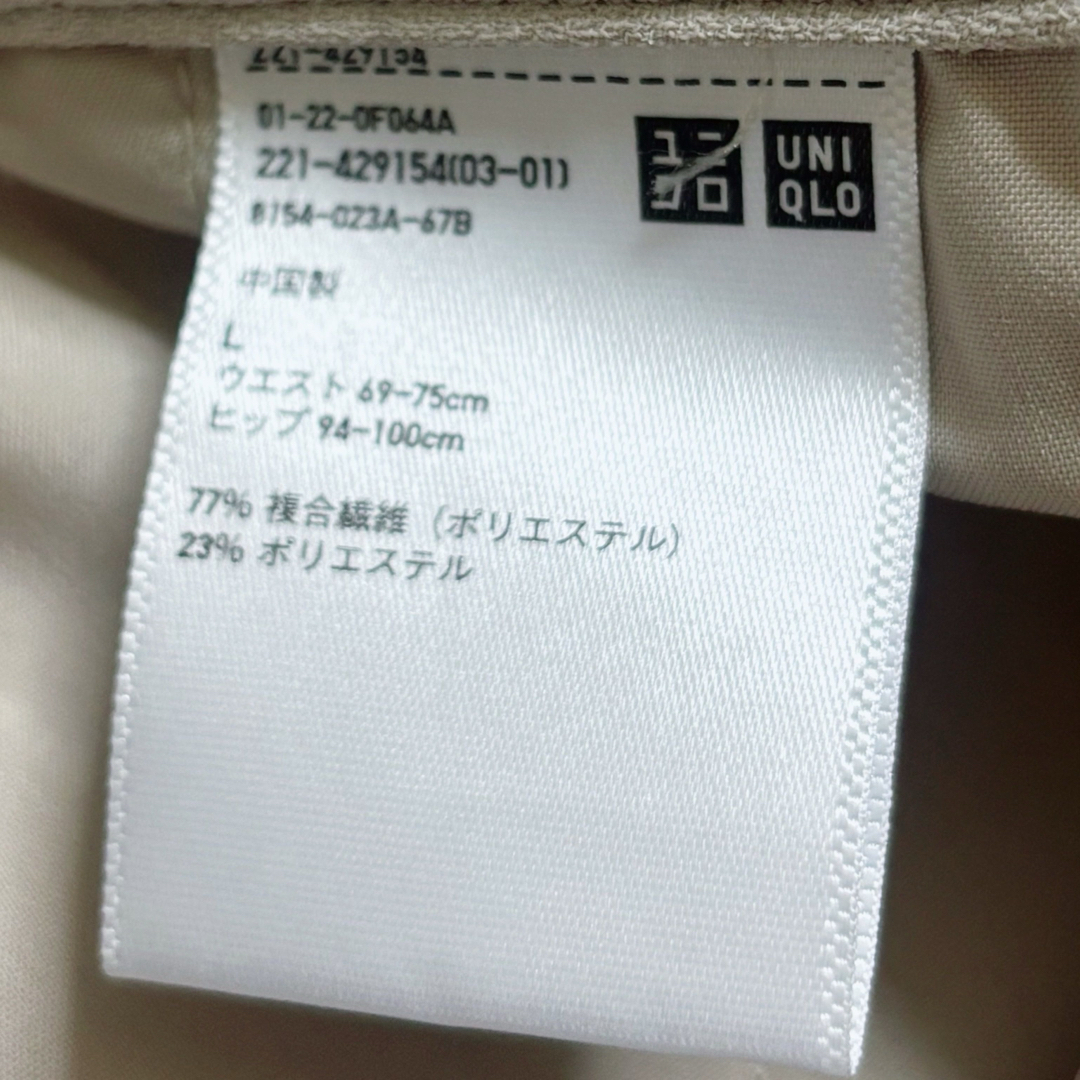 221-429154
01-22-0F064A
221-429154(03-01)
8154-023A-67B
ユニ
クロ
UNI
QLO
中国製
L
ウエスト 69-75cm
ヒップ 94-100cm
77% 複合繊維 (ポリエステル)
23% ポリエステル